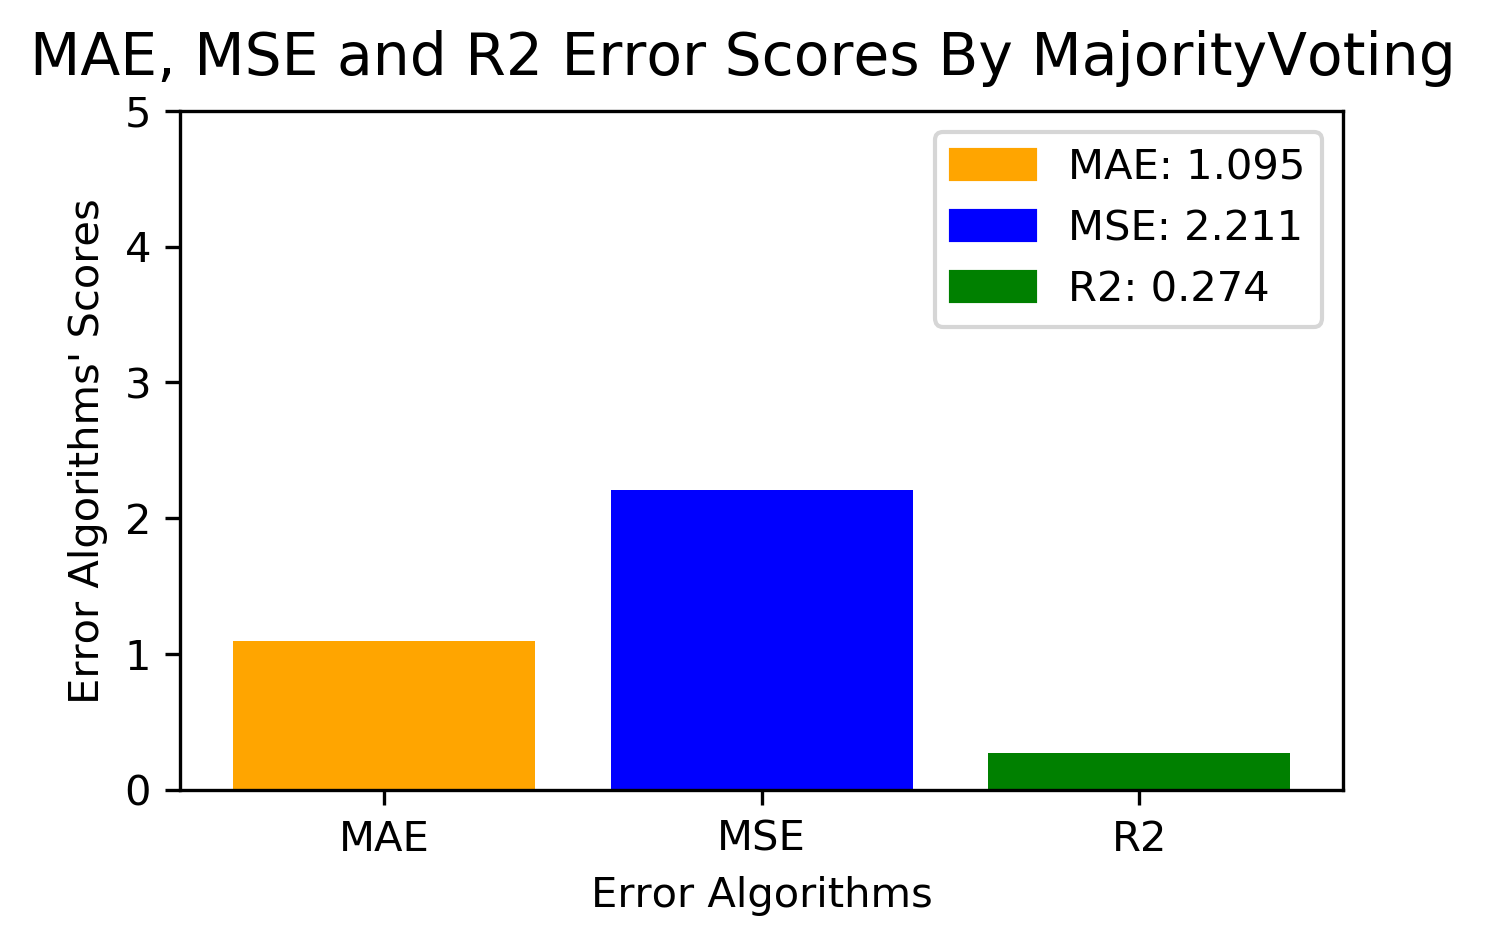 MAE, MSE and R2 Error Scores By MajorityVoting
5
4
3
2
1
0
Error Algorithms' Scores
MAE: 1.095
MSE: 2.211
R2: 0.274
MAE
MSE
R2
Error Algorithms